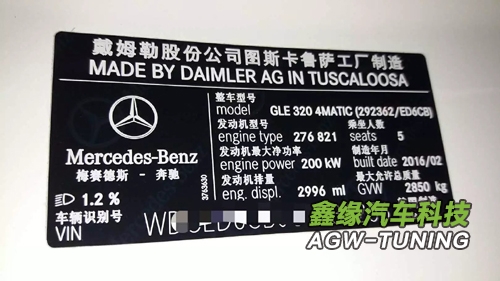 戴姆勒股份公司图斯卡鲁萨工厂制造
MADE BY DAIMLER AG IN TUSCALOOSA
Mercedes-Benz
梅赛德斯 - 奔驰
1.2 %
3763630
整车型号
model GLE 320 4MATIC (292362/ED6CB)
发动机型号 乘坐人数
engine type 276 821 seats 5
发动机最大净功率 制造年月
engine power 200 kW built date 2016/02
发动机排量 最大允许总质量
eng. displ. 2996 ml GVW 2850 kg
车辆识别号
VIN
鑫缘汽车科技
AGW-TUNING